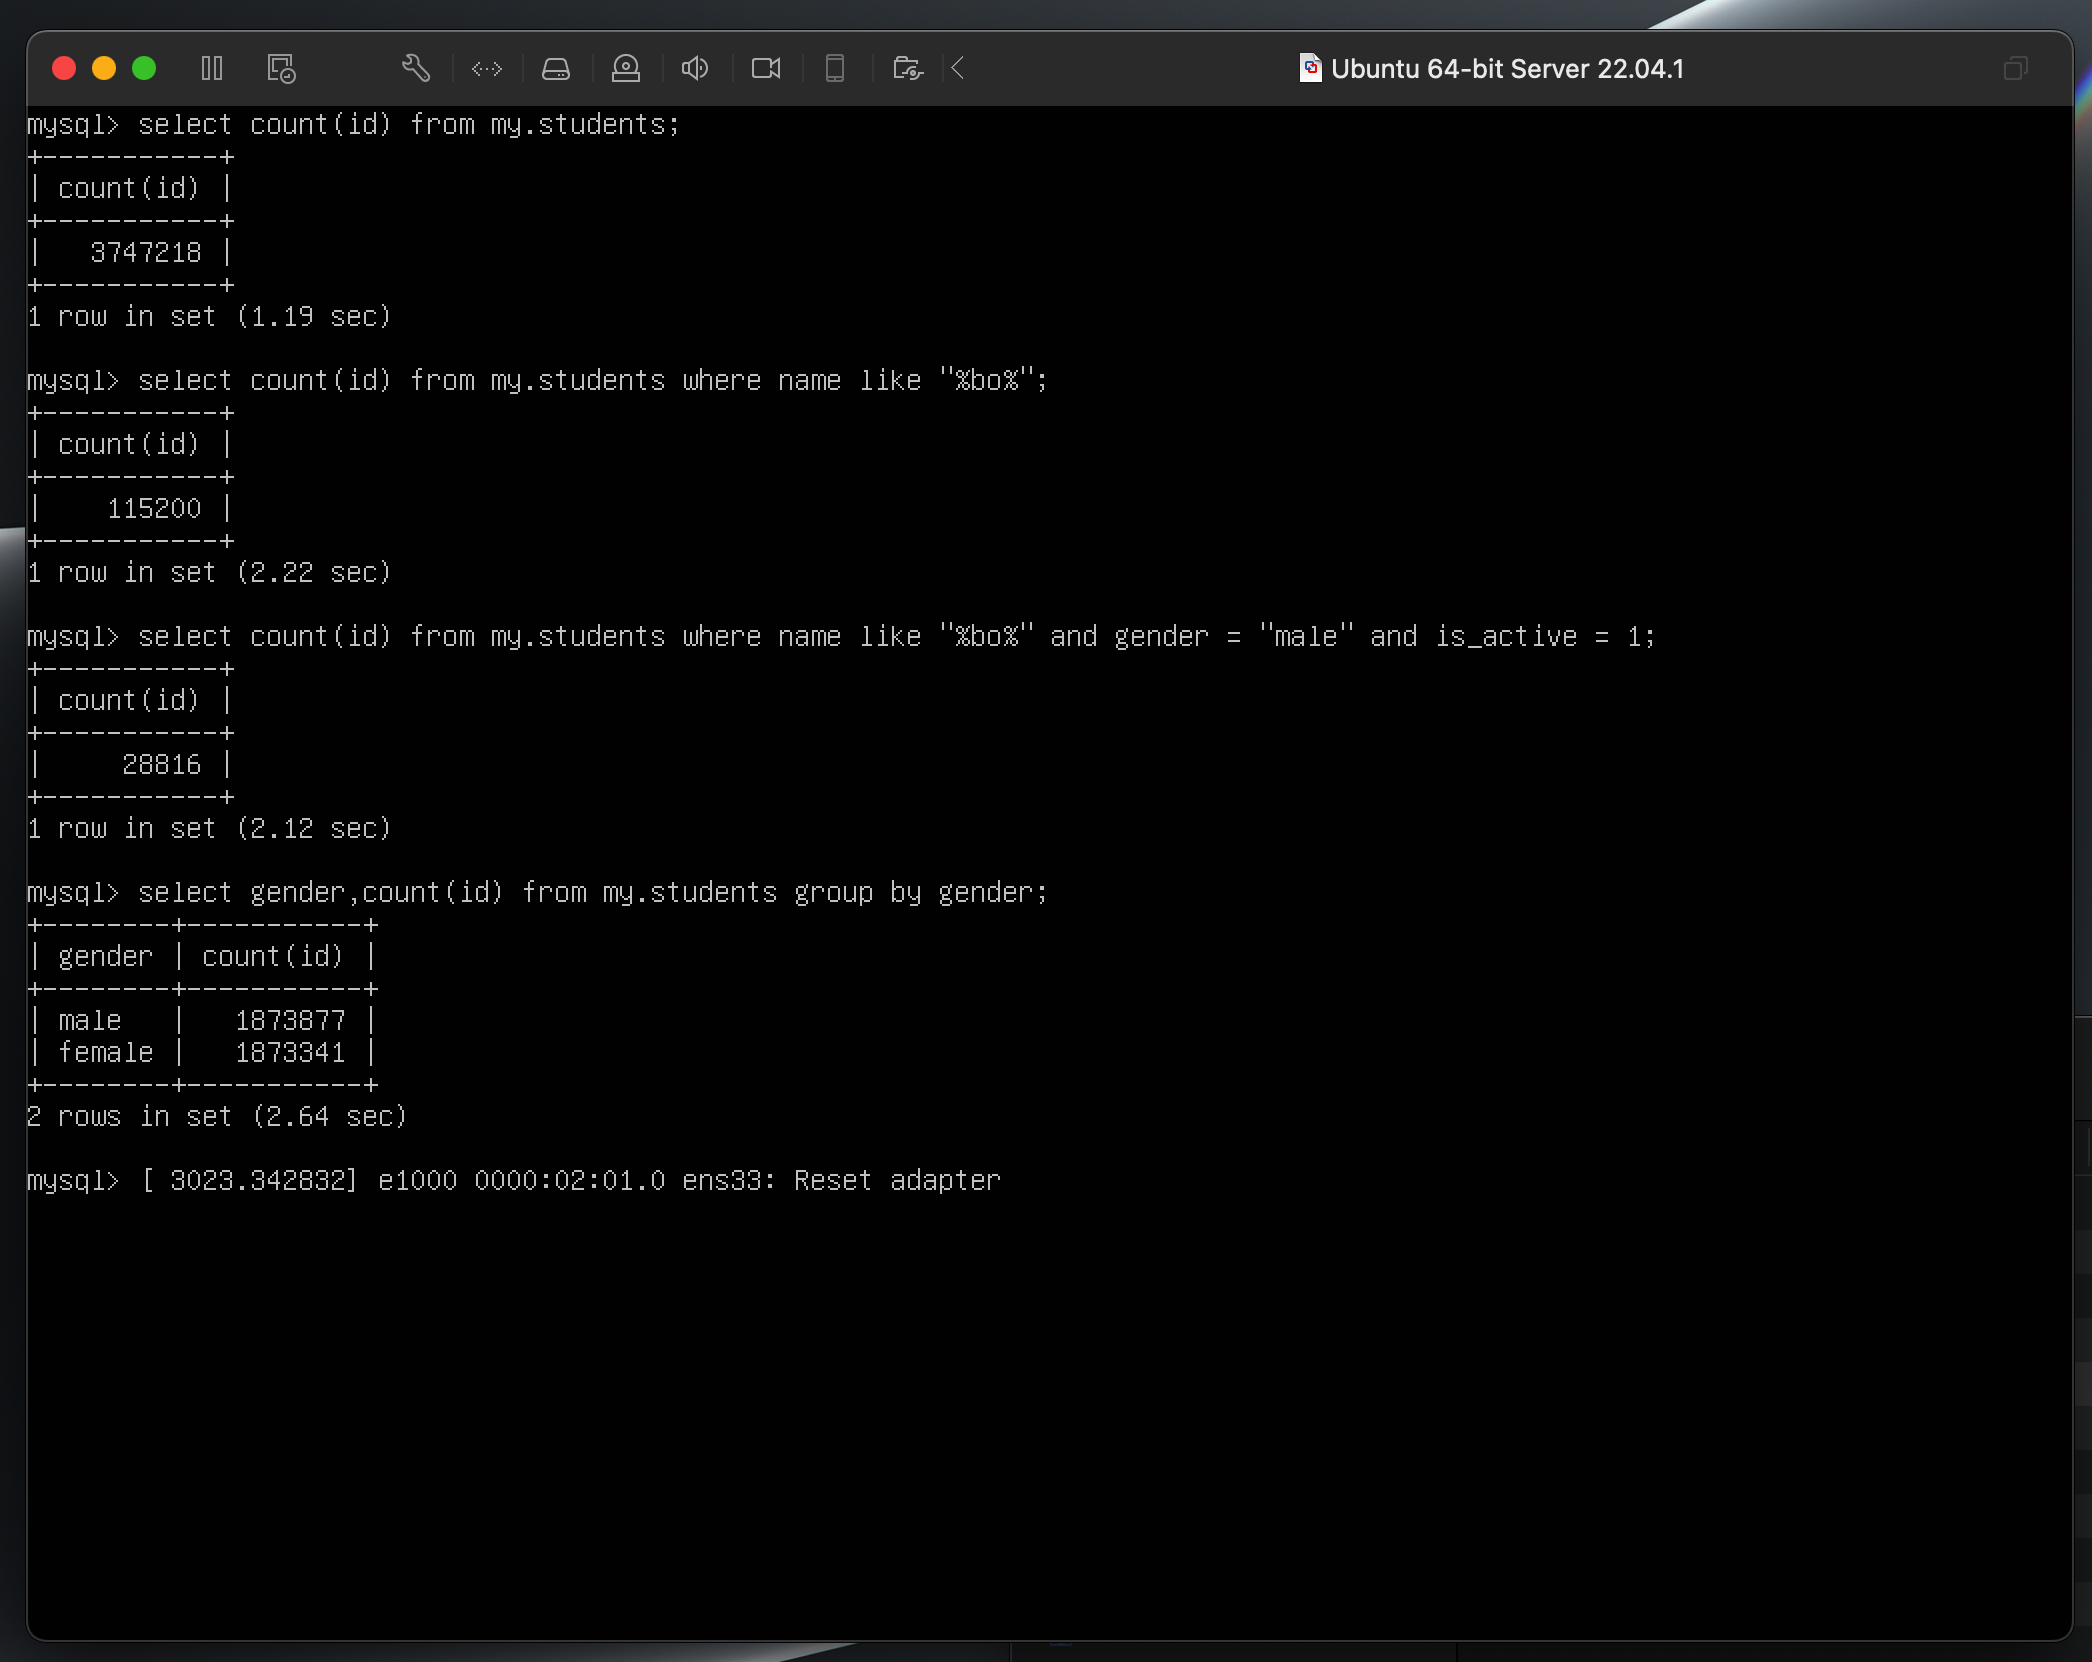 Ubuntu 64-bit Server 22.04.1
mysql> select count(id) from my.students;
+-----------+
| count(id) |
+-----------+
|   3747218 |
+-----------+
1 row in set (1.19 sec)

mysql> select count(id) from my.students where name like "%bo%";
+-----------+
| count(id) |
+-----------+
|    115200 |
+-----------+
1 row in set (2.22 sec)

mysql> select count(id) from my.students where name like "%bo%" and gender = "male" and is_active = 1;
+-----------+
| count(id) |
+-----------+
|     28816 |
+-----------+
1 row in set (2.12 sec)

mysql> select gender,count(id) from my.students group by gender;
+--------+-----------+
| gender | count(id) |
+--------+-----------+
| male   |   1873877 |
| female |   1873341 |
+--------+-----------+
2 rows in set (2.64 sec)

mysql> [ 3023.342832] e1000 0000:02:01.0 ens33: Reset adapter